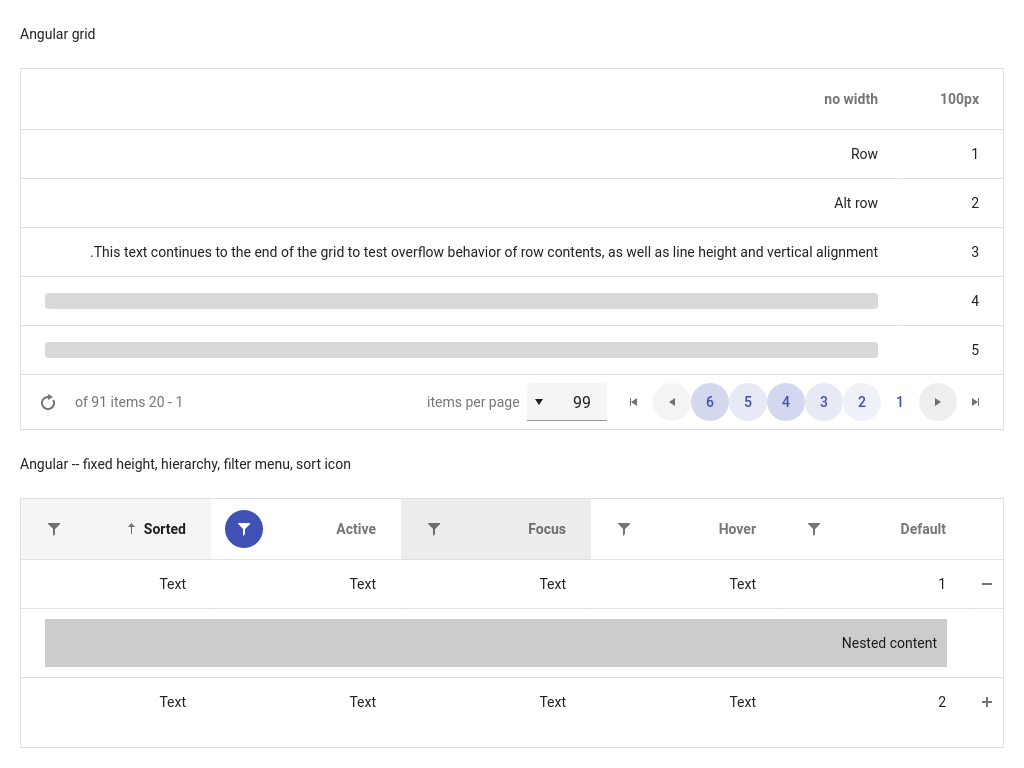 Angular grid
no width 100px
Row 1
Alt row 2
.This text continues to the end of the grid to test overflow behavior of row contents, as well as line height and vertical alignment 3
4
5
of 91 items 20 - 1 items per page 99 6 5 4 3 2 1
Angular -- fixed height, hierarchy, filter menu, sort icon
Sorted Active Focus Hover Default
Text Text Text Text 1
Nested content
Text Text Text Text 2